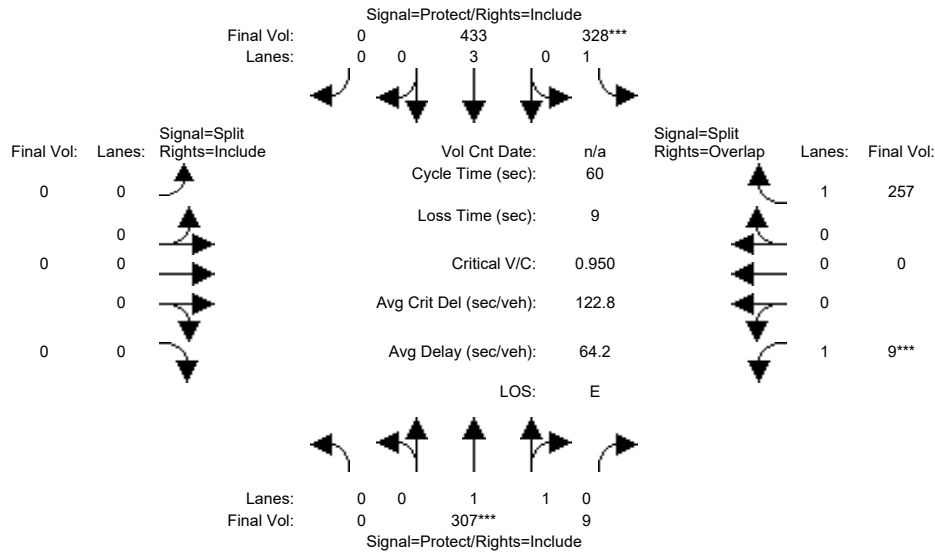 Signal=Protect/Rights=Include
Final Vol: 0 433 328***
Lanes: 0 0 3 0 1
Signal=Split Signal=Split
Final Vol: Lanes: Rights=Include Vol Cnt Date: n/a Rights=Overlap Lanes: Final Vol:
Cycle Time (sec): 60
0 0 1 257
Loss Time (sec): 9
0 0
0 0 Critical V/C: 0.950 0 0
0 Avg Crit Del (sec/veh): 122.8 0
0 0 Avg Delay (sec/veh): 64.2 1 9***
LOS: E
Lanes: 0 0 1 1 0
Final Vol: 0 307*** 9
Signal=Protect/Rights=Include